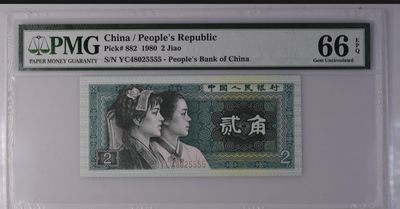 PMG
PAPER MONEY GUARANTY
China / People's Republic
Pick# 882 1980 2 Jiao
S/N YC48025555 - People's Bank of China
66 EPQ
Gem Uncirculated
中国人民银行
贰角
YC48025555
2
2